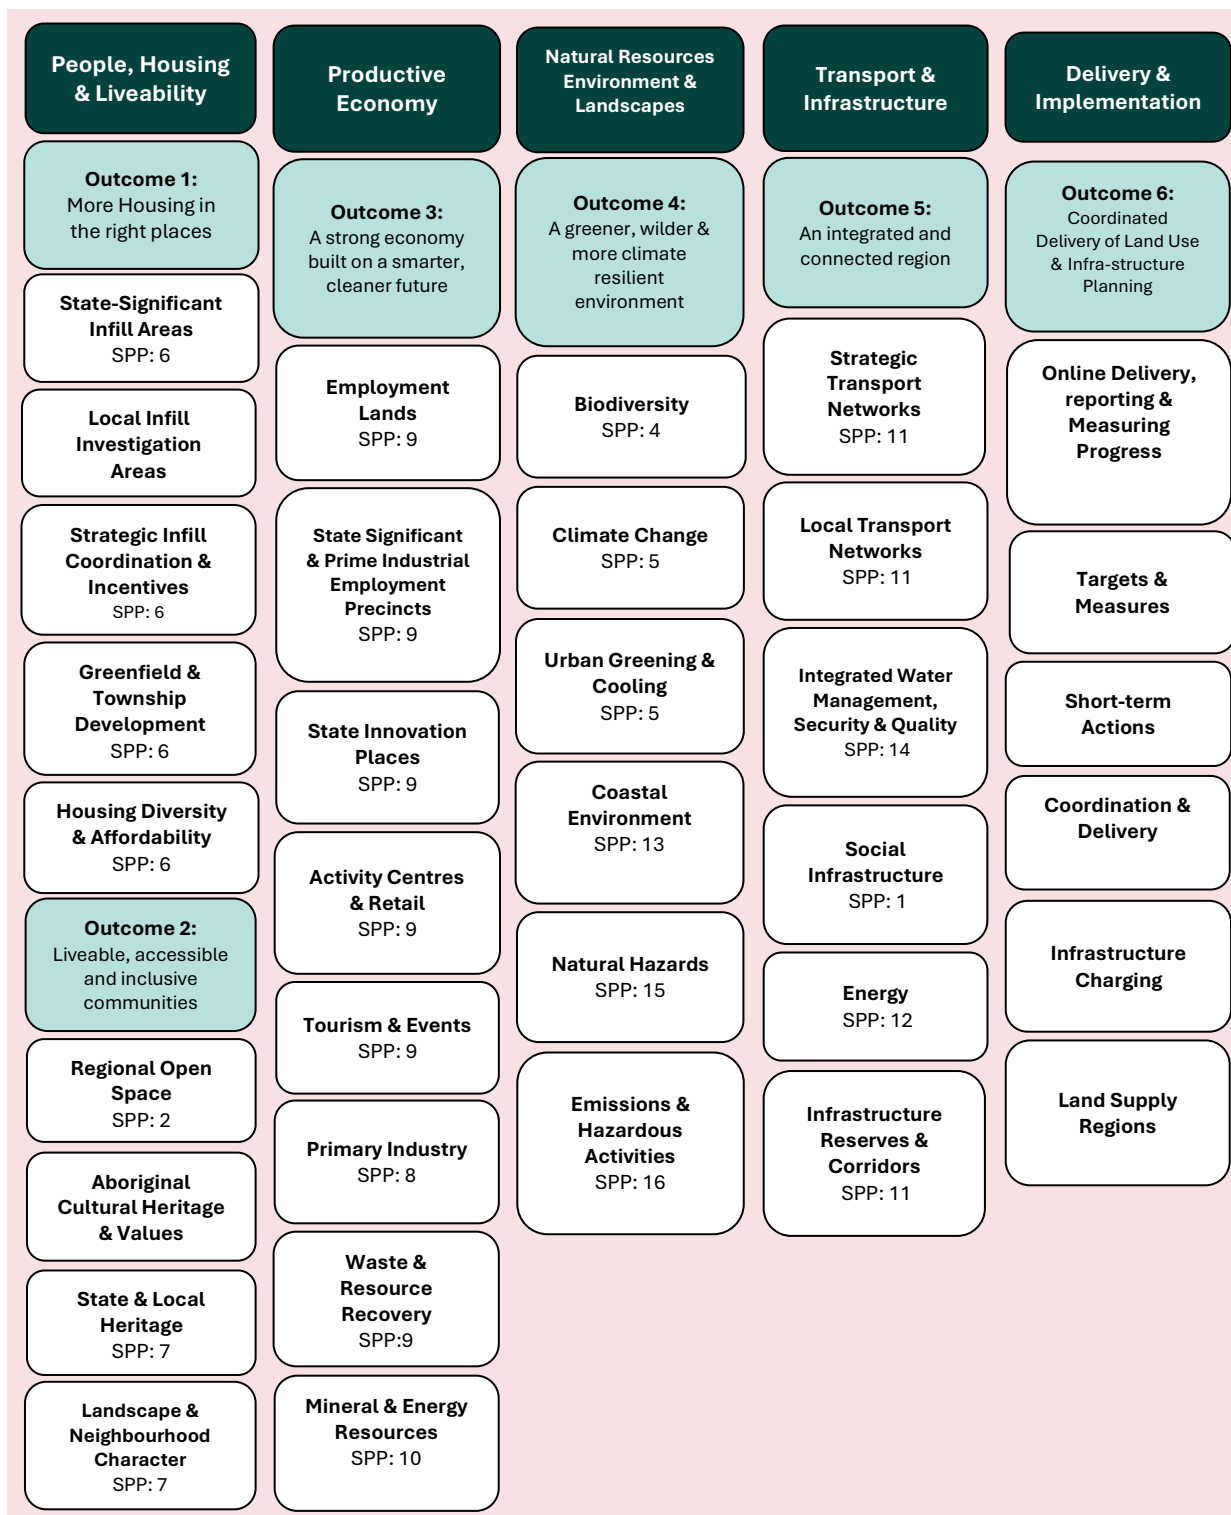 People, Housing
& Liveability
Outcome 1:
More Housing in
the right places
State-Significant
Infill Areas
SPP: 6
Local Infill
Investigation
Areas
Strategic Infill
Coordination &
Incentives
SPP: 6
Greenfield &
Township
Development
SPP: 6
Housing Diversity
& Affordability
SPP: 6
Outcome 2:
Liveable, accessible
and inclusive
communities
Regional Open
Space
SPP: 2
Aboriginal
Cultural Heritage
& Values
State & Local
Heritage
SPP: 7
Landscape &
Neighbourhood
Character
SPP: 7
Productive
Economy
Outcome 3:
A strong economy
built on a smarter,
cleaner future
Employment
Lands
SPP: 9
State Significant
& Prime Industrial
Employment
Precincts
SPP: 9
State Innovation
Places
SPP: 9
Activity Centres
& Retail
SPP: 9
Tourism & Events
SPP: 9
Primary Industry
SPP: 8
Waste &
Resource
Recovery
SPP:9
Mineral & Energy
Resources
SPP: 10
Natural Resources
Environment &
Landscapes
Outcome 4:
A greener, wilder &
more climate
resilient
environment
Biodiversity
SPP: 4
Climate Change
SPP: 5
Urban Greening &
Cooling
SPP: 5
Coastal
Environment
SPP: 13
Natural Hazards
SPP: 15
Emissions &
Hazardous
Activities
SPP: 16
Transport &
Infrastructure
Outcome 5:
An integrated and
connected region
Strategic
Transport
Networks
SPP: 11
Local Transport
Networks
SPP: 11
Integrated Water
Management,
Security & Quality
SPP: 14
Social
Infrastructure
SPP: 1
Energy
SPP: 12
Infrastructure
Reserves &
Corridors
SPP: 11
Delivery &
Implementation
Outcome 6:
Coordinated
Delivery of Land Use
& Infra-structure
Planning
Online Delivery,
reporting &
Measuring
Progress
Targets &
Measures
Short-term
Actions
Coordination &
Delivery
Infrastructure
Charging
Land Supply
Regions